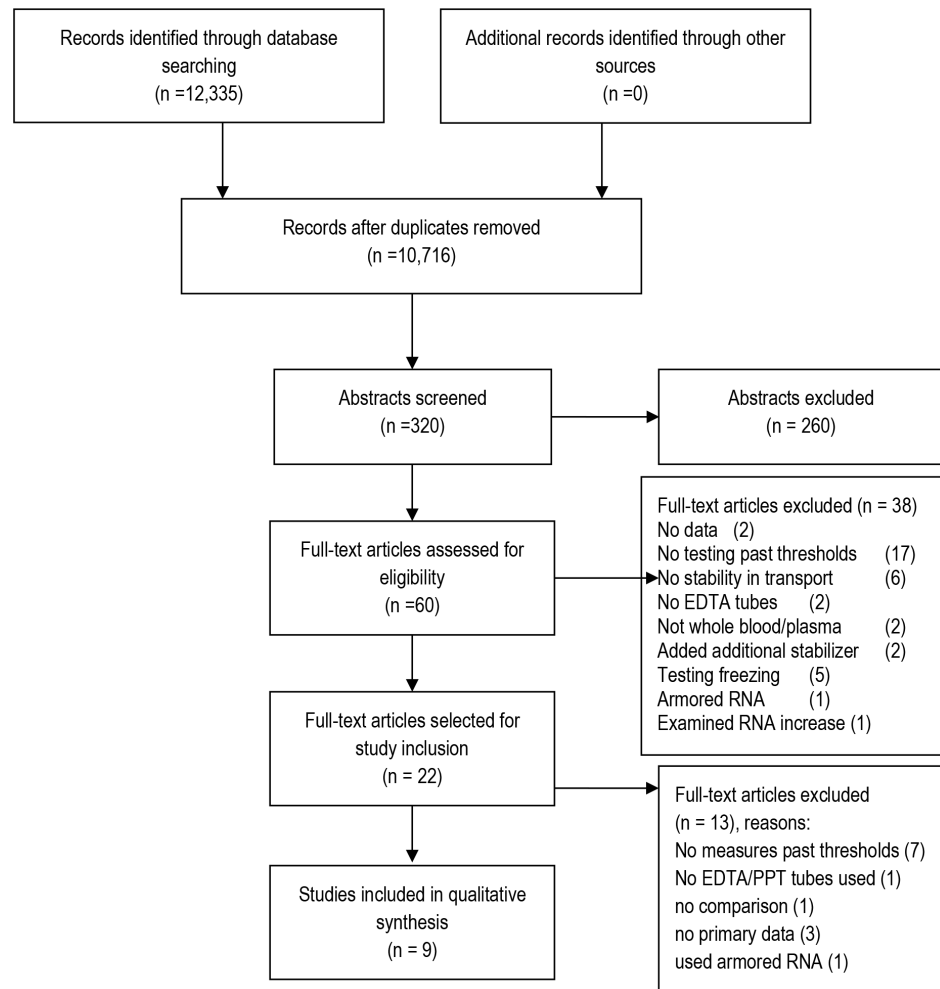 Records identified through database
searching
(n =12,335)
Additional records identified through other
sources
(n =0)
Records after duplicates removed
(n =10,716)
Abstracts screened
(n =320)
Abstracts excluded
(n = 260)
Full-text articles assessed for
eligibility
(n =60)
Full-text articles excluded (n = 38)
No data (2)
No testing past thresholds (17)
No stability in transport (6)
No EDTA tubes (2)
Not whole blood/plasma (2)
Added additional stabilizer (2)
Testing freezing (5)
Armored RNA (1)
Examined RNA increase (1)
Full-text articles selected for
study inclusion
(n = 22)
Full-text articles excluded
(n = 13), reasons:
No measures past thresholds (7)
No EDTA/PPT tubes used (1)
no comparison (1)
no primary data (3)
used armored RNA (1)
Studies included in qualitative
synthesis
(n = 9)